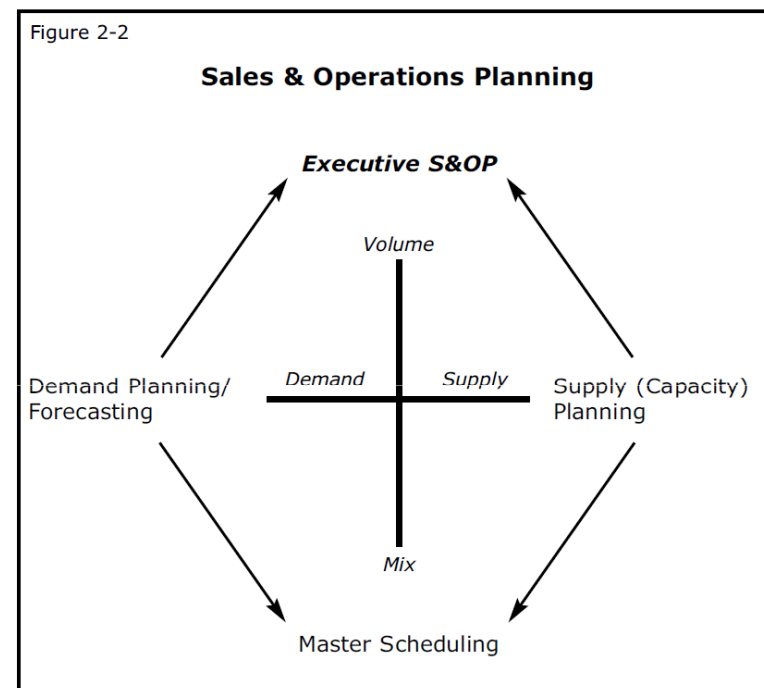 Figure 2-2
Sales & Operations Planning
Executive S&OP
Volume
Demand
Supply
Demand Planning/
Forecasting
Supply (Capacity)
Planning
Mix
Master Scheduling